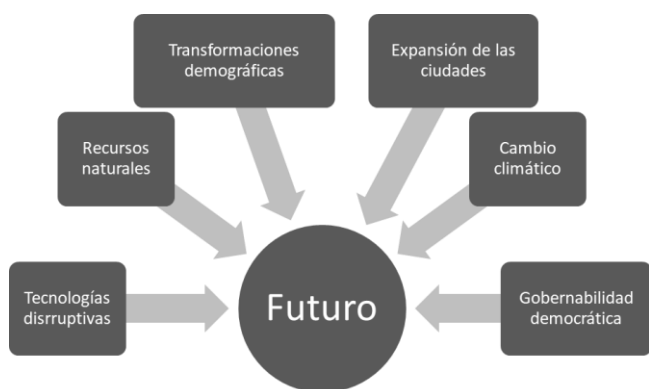 Transformaciones
demográficas
Expansión de las
ciudades
Recursos
naturales
Cambio
climático
Tecnologías
disrruptivas
Futuro
Gobernabilidad
democrática